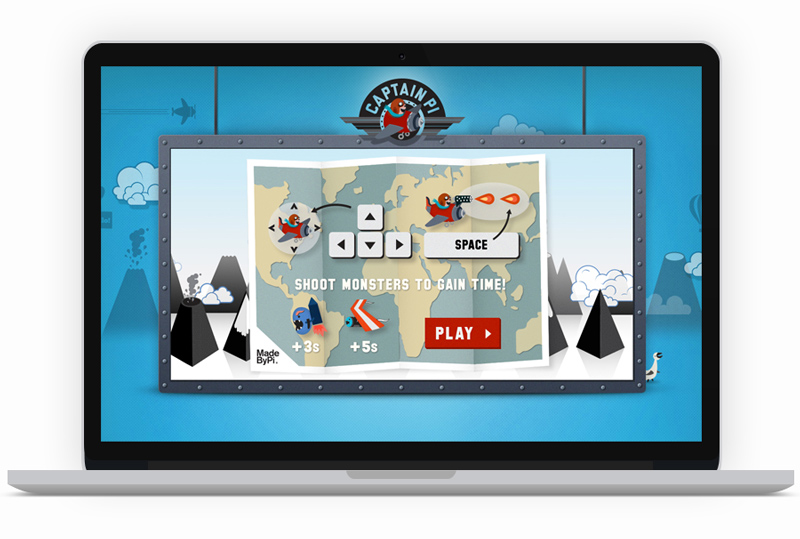 CAPTAIN PI
SPACE
SHOOT MONSTERS TO GAIN TIME!
+3s
+5s
PLAY
Made
ByPi.